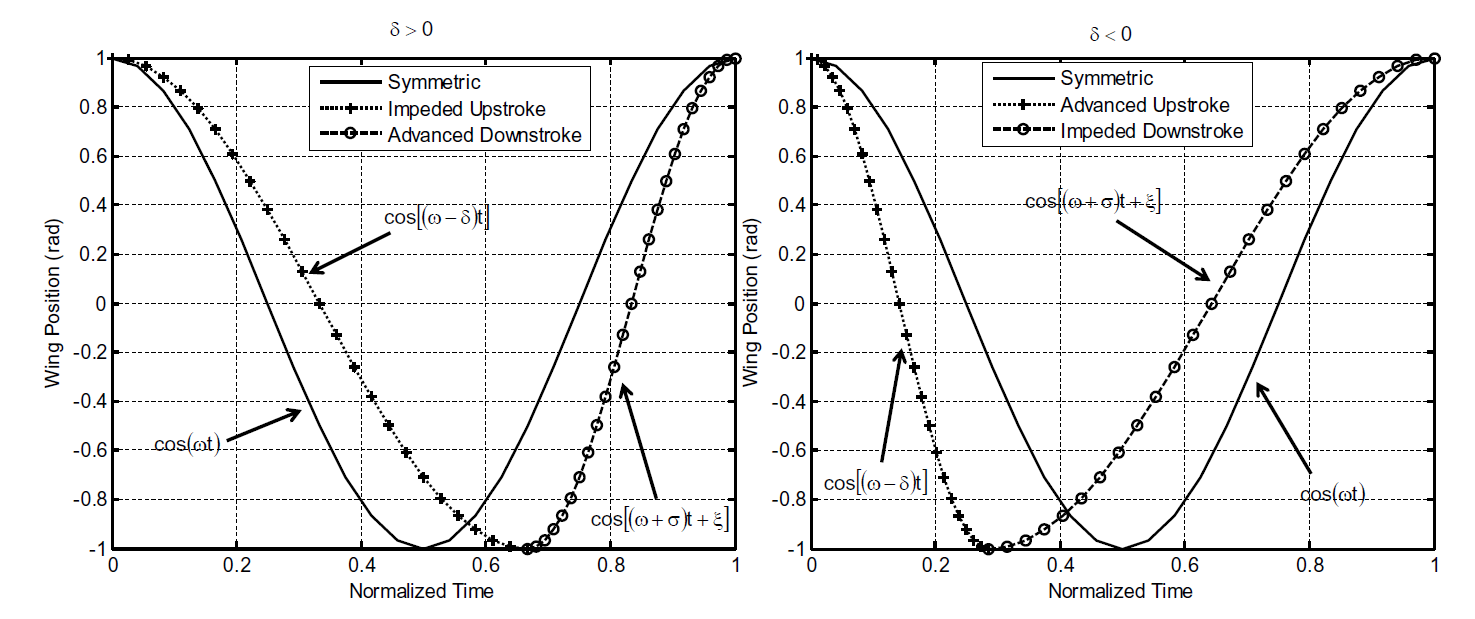 δ > 0
Symmetric
Impeded Upstroke
Advanced Downstroke
cos[(ω − δ)t]
cos(ωt)
cos[(ω + σ)t + ξ]
Wing Position (rad)
1
0.8
0.6
0.4
0.2
0
-0.2
-0.4
-0.6
-0.8
-1
0 0.2 0.4 0.6 0.8 1
Normalized Time
δ < 0
Symmetric
Advanced Upstroke
Impeded Downstroke
cos[(ω + σ)t + ξ]
cos[(ω − δ)t]
cos(ωt)
Wing Position (rad)
1
0.8
0.6
0.4
0.2
0
-0.2
-0.4
-0.6
-0.8
-1
0 0.2 0.4 0.6 0.8 1
Normalized Time